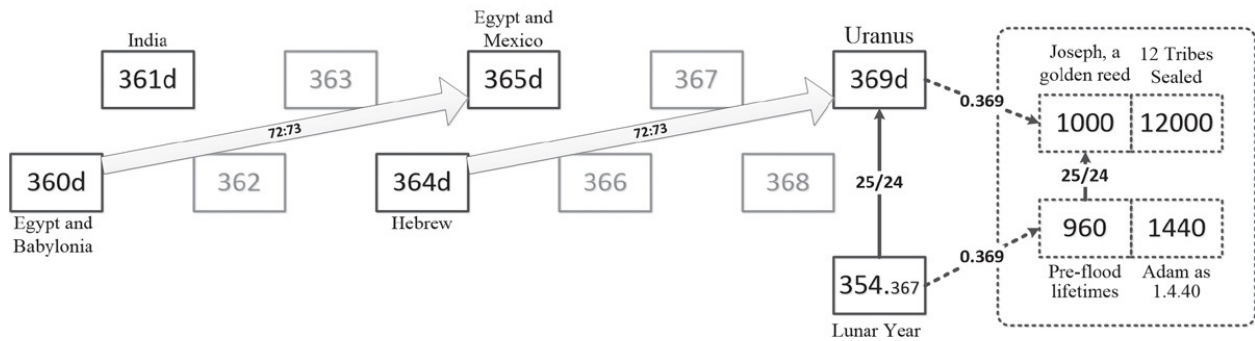 India
361d
363
Egypt and
Mexico
365d
367
Uranus
369d
72:73
72:73
360d
Egypt and
Babylonia
362
364d
Hebrew
366
368
25/24
354.367
Lunar Year
0.369
0.369
Joseph, a
golden reed
12 Tribes
Sealed
1000
12000
25/24
960
1440
Pre-flood
lifetimes
Adam as
1.4.40